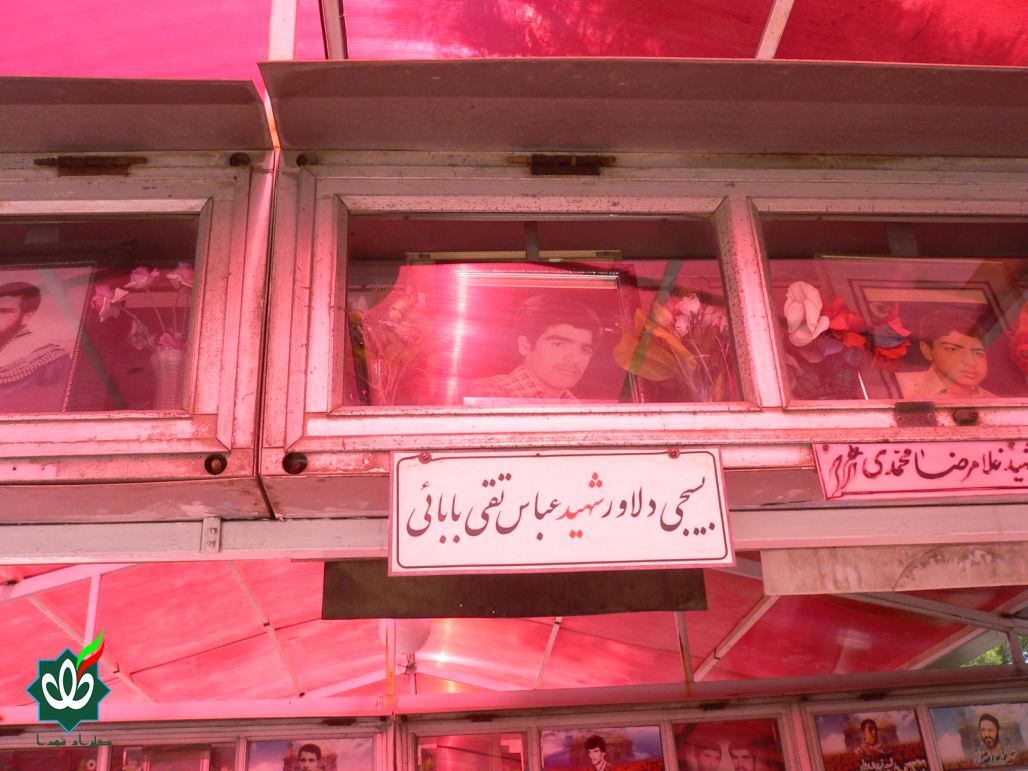 بسیجی دلاور شهید عباس تقی بابائی
شهید غلامرضا محمدی